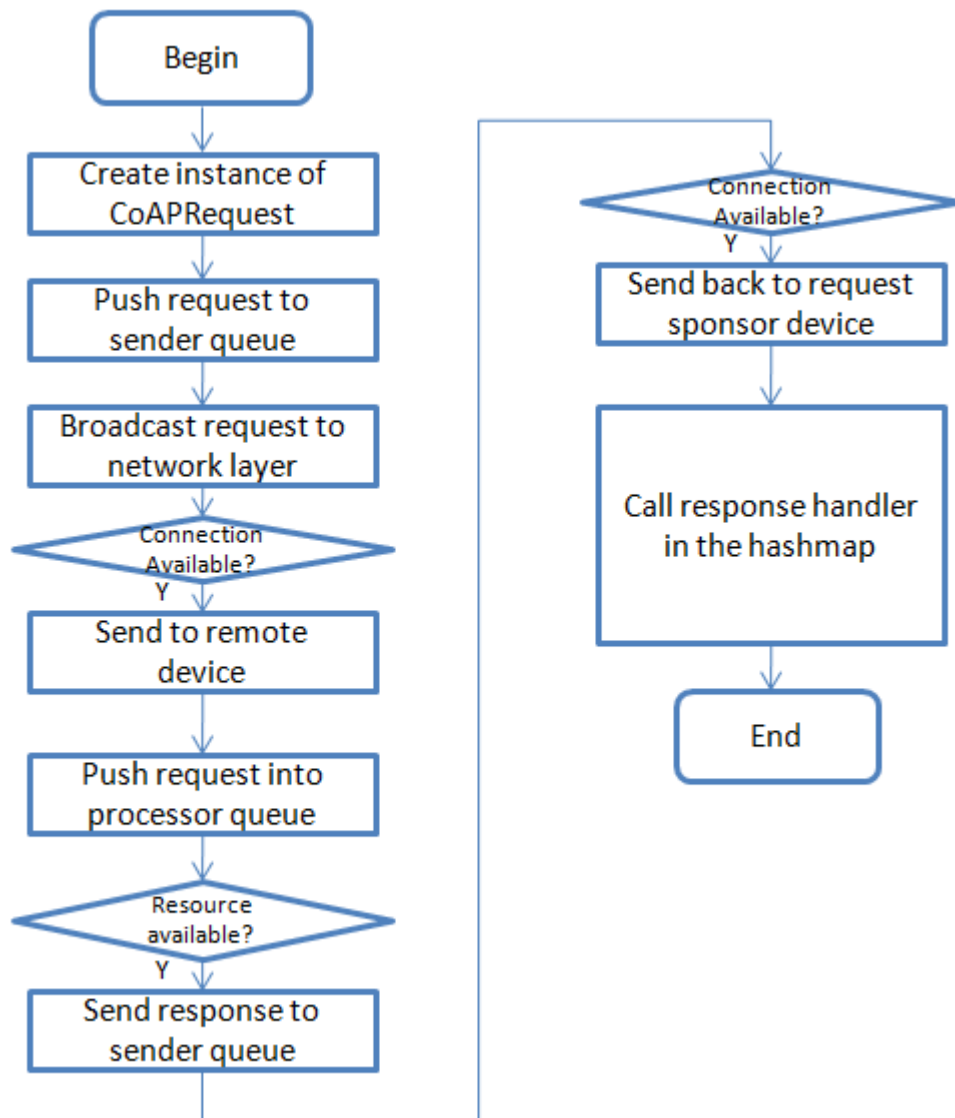 Begin
Create instance of
CoAPRequest
Push request to
sender queue
Broadcast request to
network layer
Connection
Available?
Y
Send to remote
device
Push request into
processor queue
Resource
available?
Y
Send response to
sender queue
Connection
Available?
Y
Send back to request
sponsor device
Call response handler
in the hashmap
End